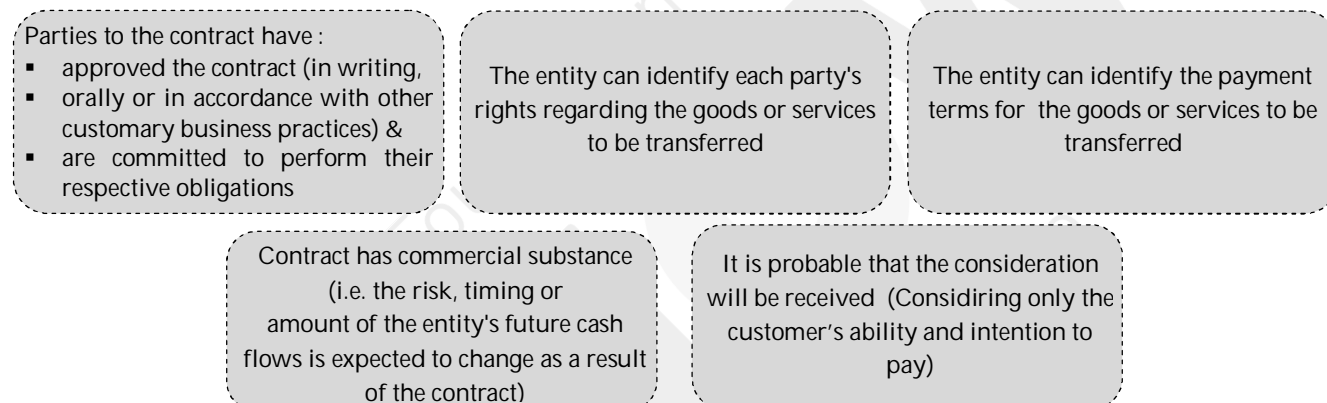 Parties to the contract have :
▪ approved the contract (in writing,
▪ orally or in accordance with other
customary business practices) &
▪ are committed to perform their
respective obligations
The entity can identify each party's
rights regarding the goods or services
to be transferred
The entity can identify the payment
terms for the goods or services to be
transferred
Contract has commercial substance
(i.e. the risk, timing or
amount of the entity's future cash
flows is expected to change as a result
of the contract)
It is probable that the consideration
will be received (Considiring only the
customer’s ability and intention to
pay)